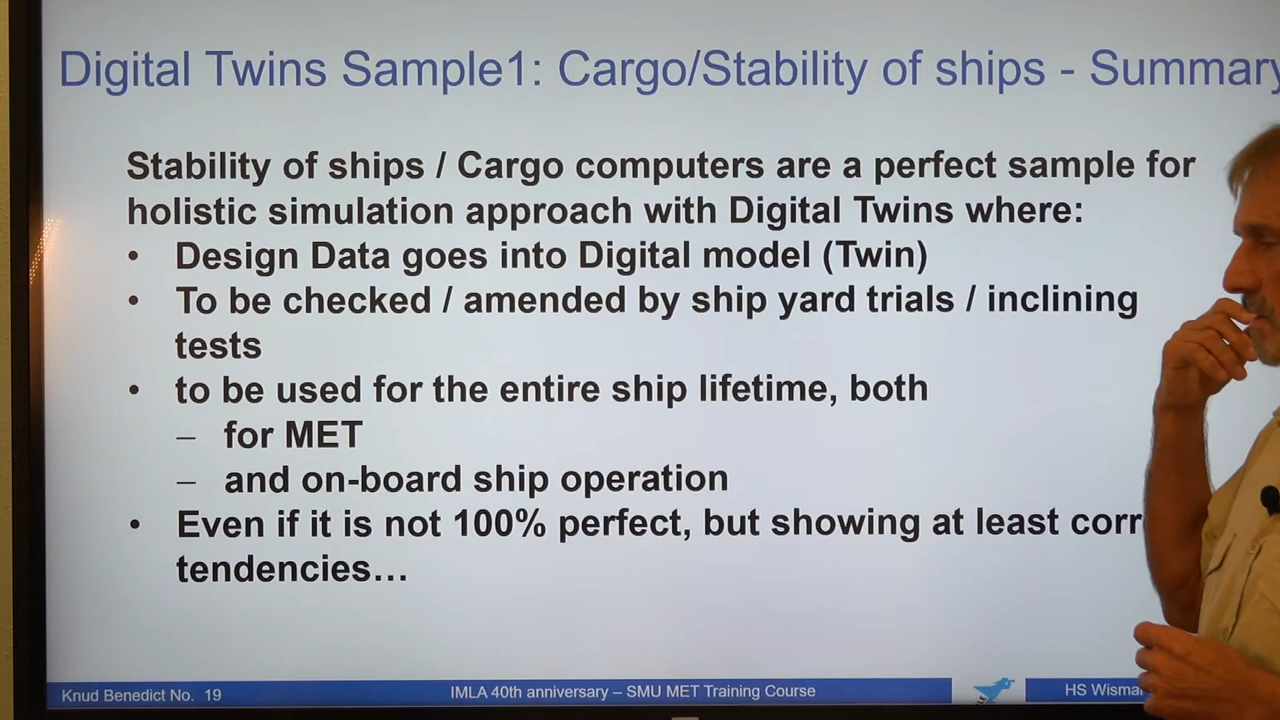 Digital Twins Sample1: Cargo/Stability of ships - Summary
Stability of ships / Cargo computers are a perfect sample for
holistic simulation approach with Digital Twins where:
• Design Data goes into Digital model (Twin)
• To be checked / amended by ship yard trials / inclining
tests
• to be used for the entire ship lifetime, both
– for MET
– and on-board ship operation
• Even if it is not 100% perfect, but showing at least
tendencies…
Knud Benedict No. 19
IMLA 40th anniversary – SMU MET Training Course
HS